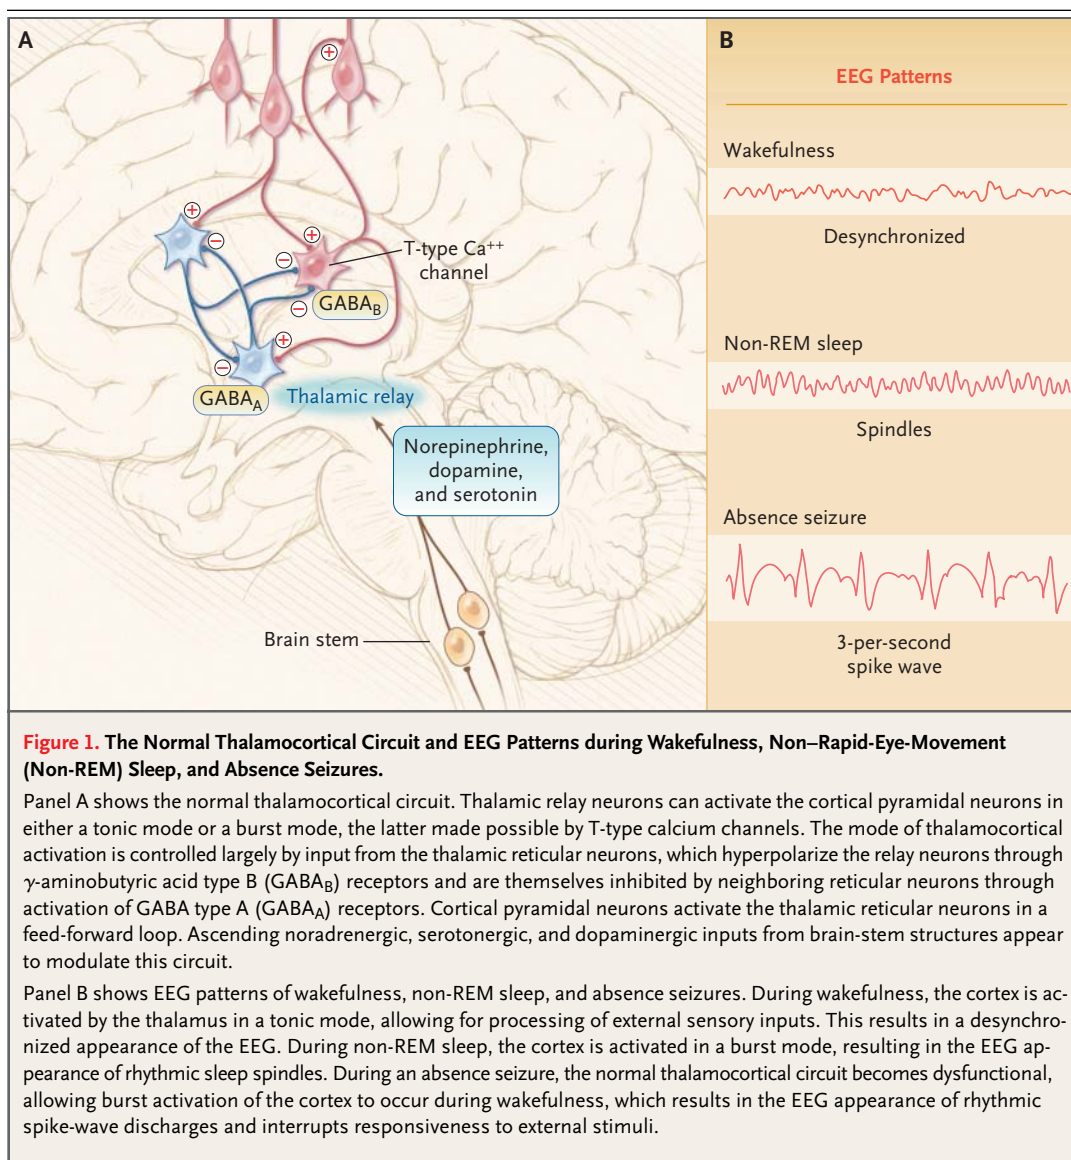 A
T-type Ca⁺⁺
channel
GABA_B
GABA_A
Thalamic relay
Norepinephrine,
dopamine,
and serotonin
Brain stem
B
EEG Patterns
Wakefulness
Desynchronized
Non-REM sleep
Spindles
Absence seizure
3-per-second
spike wave
Figure 1. The Normal Thalamocortical Circuit and EEG Patterns during Wakefulness, Non–Rapid-Eye-Movement
(Non-REM) Sleep, and Absence Seizures.
Panel A shows the normal thalamocortical circuit. Thalamic relay neurons can activate the cortical pyramidal neurons in
either a tonic mode or a burst mode, the latter made possible by T-type calcium channels. The mode of thalamocortical
activation is controlled largely by input from the thalamic reticular neurons, which hyperpolarize the relay neurons through
γ-aminobutyric acid type B (GABA_B) receptors and are themselves inhibited by neighboring reticular neurons through
activation of GABA type A (GABA_A) receptors. Cortical pyramidal neurons activate the thalamic reticular neurons in a
feed-forward loop. Ascending noradrenergic, serotonergic, and dopaminergic inputs from brain-stem structures appear
to modulate this circuit.
Panel B shows EEG patterns of wakefulness, non-REM sleep, and absence seizures. During wakefulness, the cortex is ac-
tivated by the thalamus in a tonic mode, allowing for processing of external sensory inputs. This results in a desynchro-
nized appearance of the EEG. During non-REM sleep, the cortex is activated in a burst mode, resulting in the EEG ap-
pearance of rhythmic sleep spindles. During an absence seizure, the normal thalamocortical circuit becomes dysfunctional,
allowing burst activation of the cortex to occur during wakefulness, which results in the EEG appearance of rhythmic
spike-wave discharges and interrupts responsiveness to external stimuli.